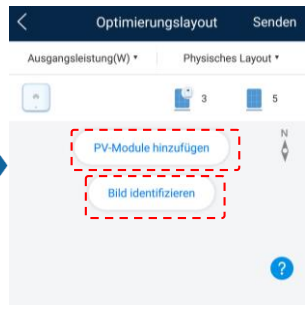 Optimierungslayout Senden
Ausgangsleistung(W) Physisches Layout
3 5
N
PV-Module hinzufügen
Bild identifizieren
?